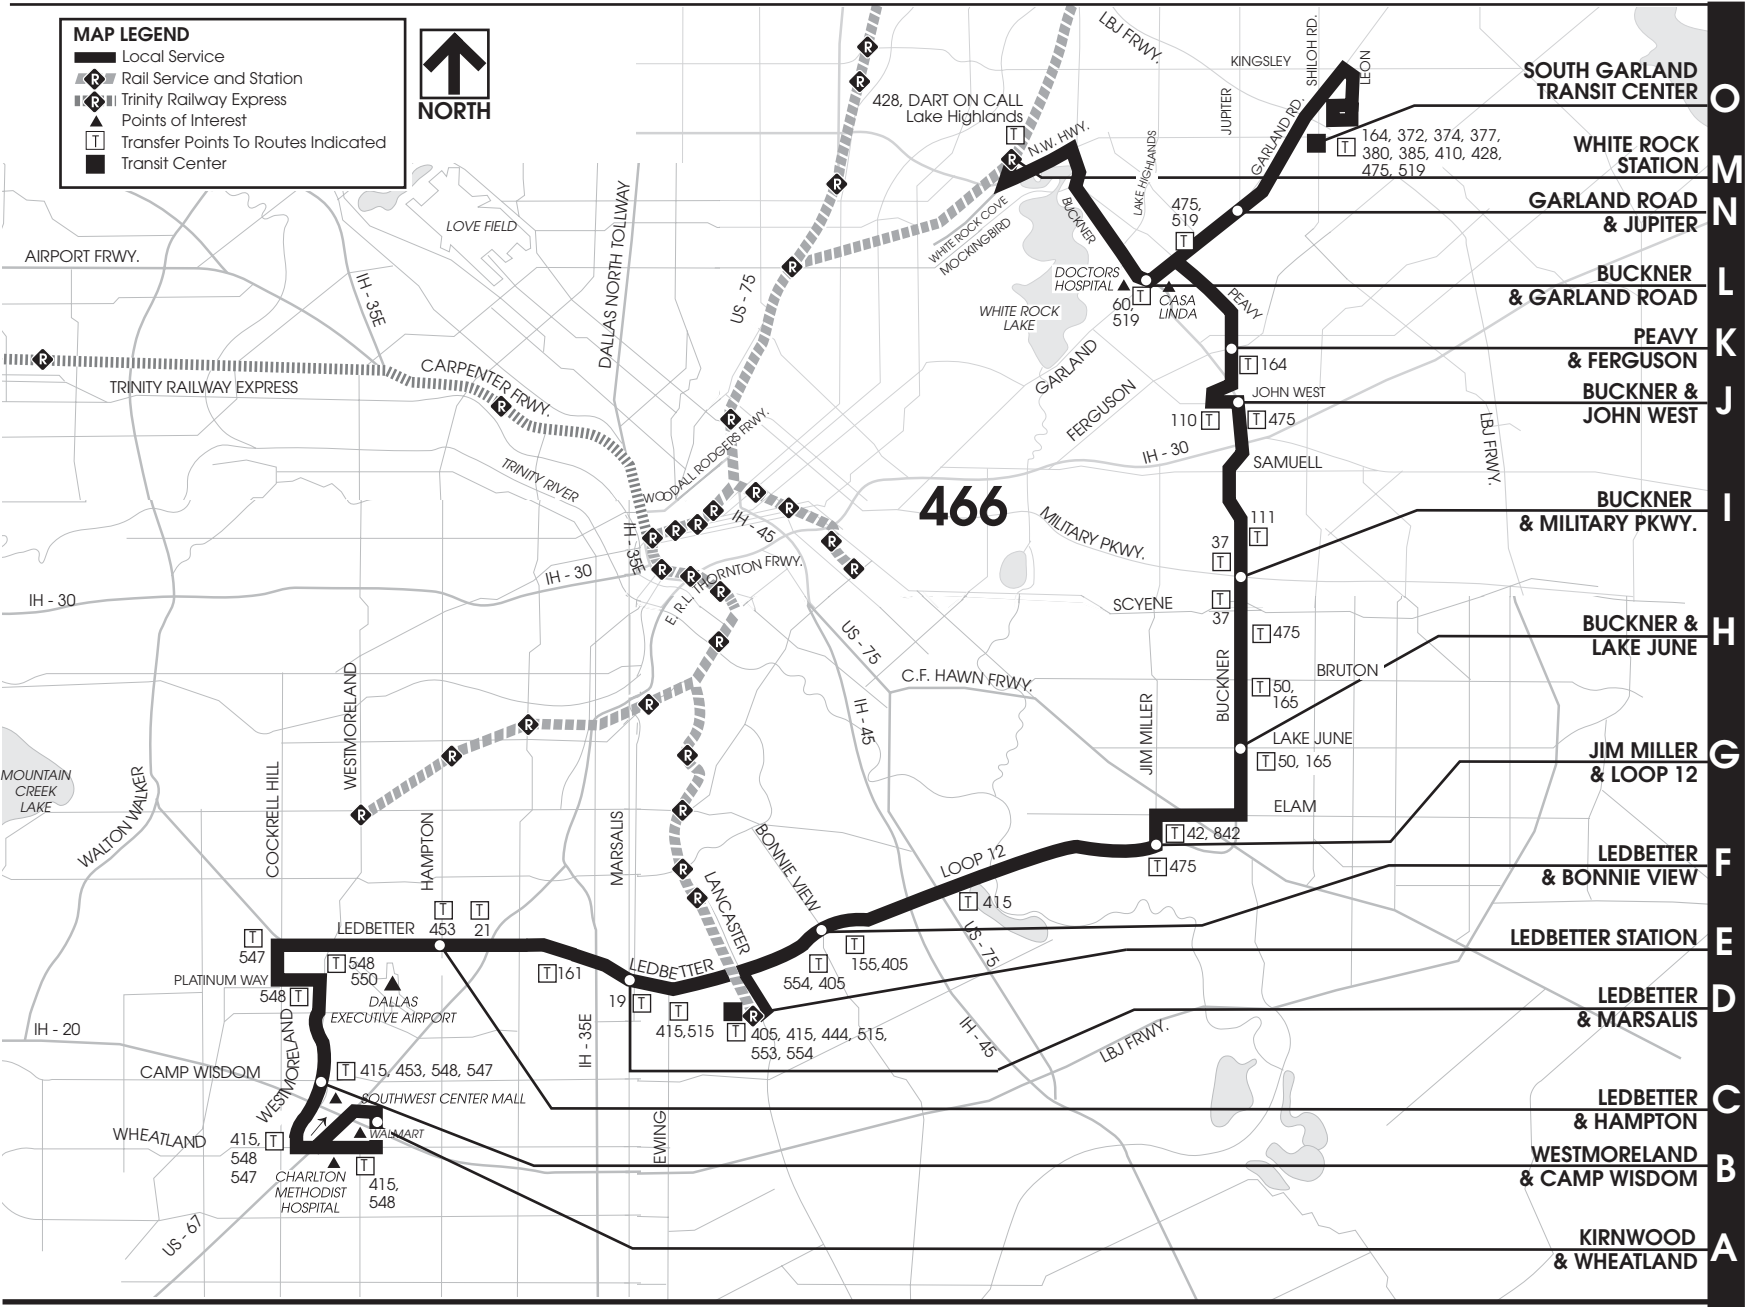 MAP LEGEND
Local Service
Rail Service and Station
Trinity Railway Express
Points of Interest
Transfer Points To Routes Indicated
Transit Center
NORTH
LBJ FRWY.
KINGSLEY
SHILOH RD.
LEON
JUPITER
GARLAND RD.
428, DART ON CALL
Lake Highlands
N.W. HWY.
LAKE HIGHLANDS
164, 372, 374, 377,
380, 385, 410, 428,
475, 519
SOUTH GARLAND
TRANSIT CENTER
O
WHITE ROCK
STATION
M
GARLAND ROAD
& JUPITER
N
BUCKNER
& GARLAND ROAD
L
PEAVY
& FERGUSON
K
BUCKNER &
JOHN WEST
J
BUCKNER
& MILITARY PKWY.
I
BUCKNER &
LAKE JUNE
H
JIM MILLER
& LOOP 12
G
LEDBETTER
& BONNIE VIEW
F
LEDBETTER STATION
E
LEDBETTER
& MARSALIS
D
LEDBETTER
& HAMPTON
C
WESTMORELAND
& CAMP WISDOM
B
KIRNWOOD
& WHEATLAND
A
LOVE FIELD
AIRPORT FRWY.
IH - 35E
DALLAS NORTH TOLLWAY
US - 75
WHITE ROCK COVE
MOCKINGBIRD
BUCKNER
475,
519
DOCTORS
HOSPITAL
60,
519
CASA
LINDA
PEAVY
WHITE ROCK
LAKE
GARLAND
FERGUSON
164
JOHN WEST
110
475
IH - 30
SAMUELL
LBJ FRWY.
TRINITY RAILWAY EXPRESS
CARPENTER FRWY.
TRINITY RIVER
WOODALL RODGERS FRWY.
IH - 45
IH - 35E
E. R.L. THORNTON FRWY.
IH - 30
IH - 30
466
MILITARY PKWY.
111
37
SCYENE
37
475
BUCKNER
50,
165
BRUTON
LAKE JUNE
50, 165
ELAM
JIM MILLER
42, 842
475
US - 75
C.F. HAWN FRWY.
IH - 45
MOUNTAIN
CREEK
LAKE
WALTON WALKER
COCKRELL HILL
WESTMORELAND
HAMPTON
MARSALIS
LANCASTER
BONNIE VIEW
LOOP 12
415
US - 75
LEDBETTER
453
21
547
548
550
PLATINUM WAY
548
DALLAS
EXECUTIVE AIRPORT
161
LEDBETTER
19
415,515
155,405
554, 405
405, 415, 444, 515,
553, 554
IH - 20
IH - 35E
IH - 45
LBJ FRWY.
CAMP WISDOM
WESTMORELAND
415, 453, 548, 547
SOUTHWEST CENTER MALL
WALMART
WHEATLAND
415,
548
547
CHARLTON
METHODIST
HOSPITAL
415,
548
EWING
US - 67